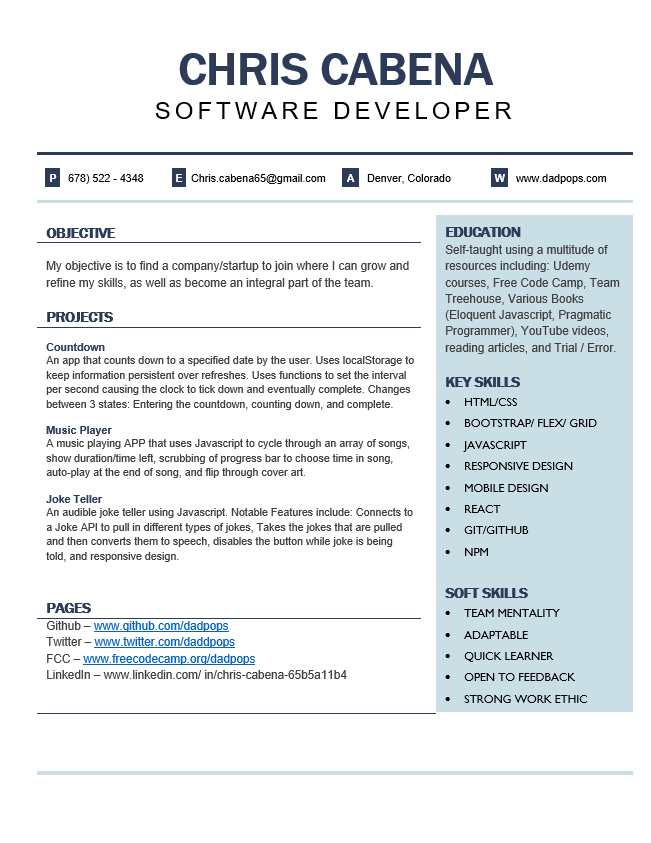 CHRIS CABENA
SOFTWARE DEVELOPER
P 678) 522 - 4348 E Chris.cabena65@gmail.com A Denver, Colorado W www.dadpops.com
OBJECTIVE
My objective is to find a company/startup to join where I can grow and
refine my skills, as well as become an integral part of the team.
PROJECTS
Countdown
An app that counts down to a specified date by the user. Uses localStorage to
keep information persistent over refreshes. Uses functions to set the interval
per second causing the clock to tick down and eventually complete. Changes
between 3 states: Entering the countdown, counting down, and complete.
Music Player
A music playing APP that uses Javascript to cycle through an array of songs,
show duration/time left, scrubbing of progress bar to choose time in song,
auto-play at the end of song, and flip through cover art.
Joke Teller
An audible joke teller using Javascript. Notable Features include: Connects to
a Joke API to pull in different types of jokes, Takes the jokes that are pulled
and then converts them to speech, disables the button while joke is being
told, and responsive design.
PAGES
Github – www.github.com/dadpops
Twitter – www.twitter.com/daddpops
FCC – www.freecodecamp.org/dadpops
LinkedIn – www.linkedin.com/ in/chris-cabena-65b5a11b4
EDUCATION
Self-taught using a multitude of
resources including: Udemy
courses, Free Code Camp, Team
Treehouse, Various Books
(Eloquent Javascript, Pragmatic
Programmer), YouTube videos,
reading articles, and Trial / Error.
KEY SKILLS
• HTML/CSS
• BOOTSTRAP/ FLEX/ GRID
• JAVASCRIPT
• RESPONSIVE DESIGN
• MOBILE DESIGN
• REACT
• GIT/GITHUB
• NPM
SOFT SKILLS
• TEAM MENTALITY
• ADAPTABLE
• QUICK LEARNER
• OPEN TO FEEDBACK
• STRONG WORK ETHIC